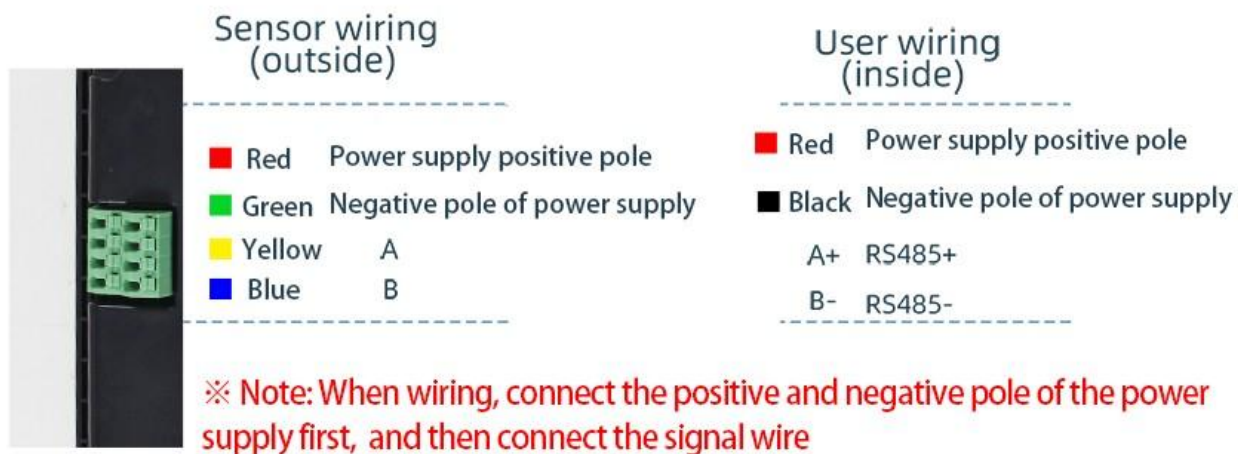 Sensor wiring
(outside)
Red Power supply positive pole
Green Negative pole of power supply
Yellow A
Blue B
User wiring
(inside)
Red Power supply positive pole
Black Negative pole of power supply
A+ RS485+
B- RS485-
※ Note: When wiring, connect the positive and negative pole of the power
supply first, and then connect the signal wire